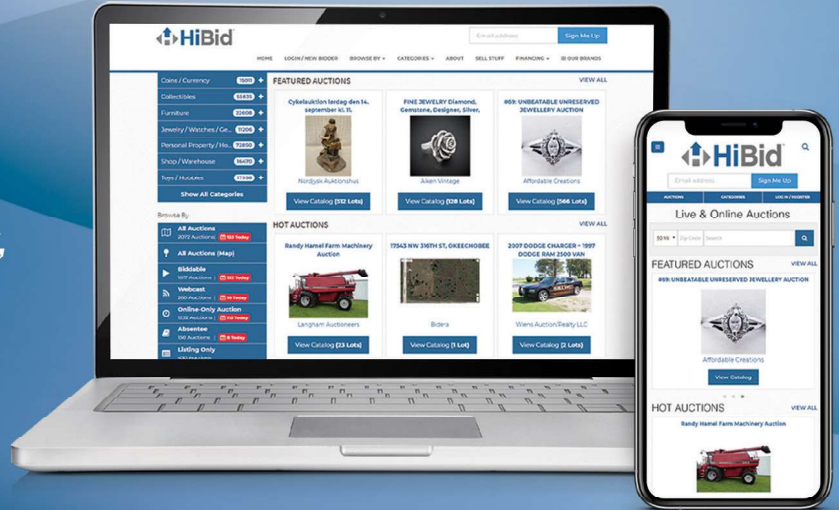 HiBid
Email address
Sign Me Up
HOME LOGIN / NEW BIDDER BROWSE BY CATEGORIES ABOUT SELL STUFF FINANCING OUR BRANDS
Coins / Currency
Collectibles
Furniture
Jewelry / Watches / Ge...
Personal Property / Ho...
Shop / Warehouse
Show All Categories
FEATURED AUCTIONS
VIEW ALL
Cykelauktion lørdag den 14.
september kl. 11.
Nordjysk Auktionshus
View Catalog (312 Lots)
FINE JEWELRY Diamond,
Gemstone, Designer, Silver,
Aiken Vintage
View Catalog (128 Lots)
#69: UNBEATABLE UNRESERVED
JEWELLERY AUCTION
Affordable Creations
View Catalog (566 Lots)
Browse By
All Auctions
All Auctions (Map)
Biddable
Webcast
Online-Only Auction
Absentee
Listing Only
HOT AUCTIONS
VIEW ALL
Randy Hamel Farm Machinery
Auction
Langham Auctioneers
View Catalog (23 Lots)
17343 NW 318TH ST, OKEECHOBEE
Bidera
View Catalog (1 Lot)
2007 DODGE CHARGER ~ 1997
DODGE RAM 2500 VAN
Wiens Auction/Realty LLC
View Catalog (2 Lots)
HiBid
Email address
Sign Me Up
AUCTIONS CATEGORIES LOG IN / REGISTER
Live & Online Auctions
50 Mi Zip Code Search
FEATURED AUCTIONS
VIEW ALL
#69: UNBEATABLE UNRESERVED JEWELLERY AUCTION
Affordable Creations
View Catalog
HOT AUCTIONS
VIEW ALL
Randy Hamel Farm Machinery Auction